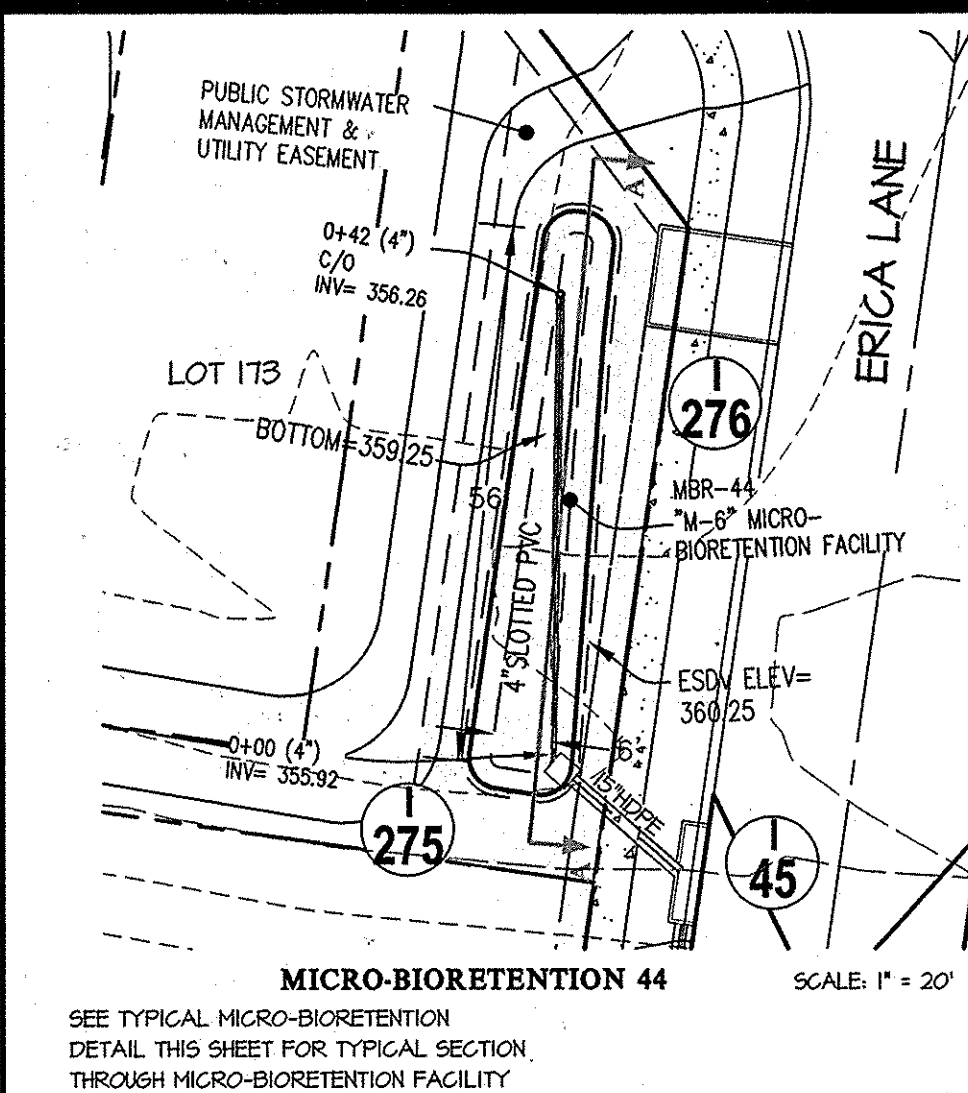 PUBLIC STORMWATER
MANAGEMENT &
UTILITY EASEMENT
A
0+42 (4")
C/O
INV= 356.26
ERICA LANE
LOT 173
BOTTOM=359.25
276
56
MBR-44
"M-6" MICRO-
BIORETENTION FACILITY
4" SLOTTED PVC
ESDV ELEV=
360.25
0+00 (4")
INV= 355.92
6'
15"HDPE
275
A
45
MICRO-BIORETENTION 44
SCALE: 1" = 20'
SEE TYPICAL MICRO-BIORETENTION
DETAIL THIS SHEET FOR TYPICAL SECTION
THROUGH MICRO-BIORETENTION FACILITY